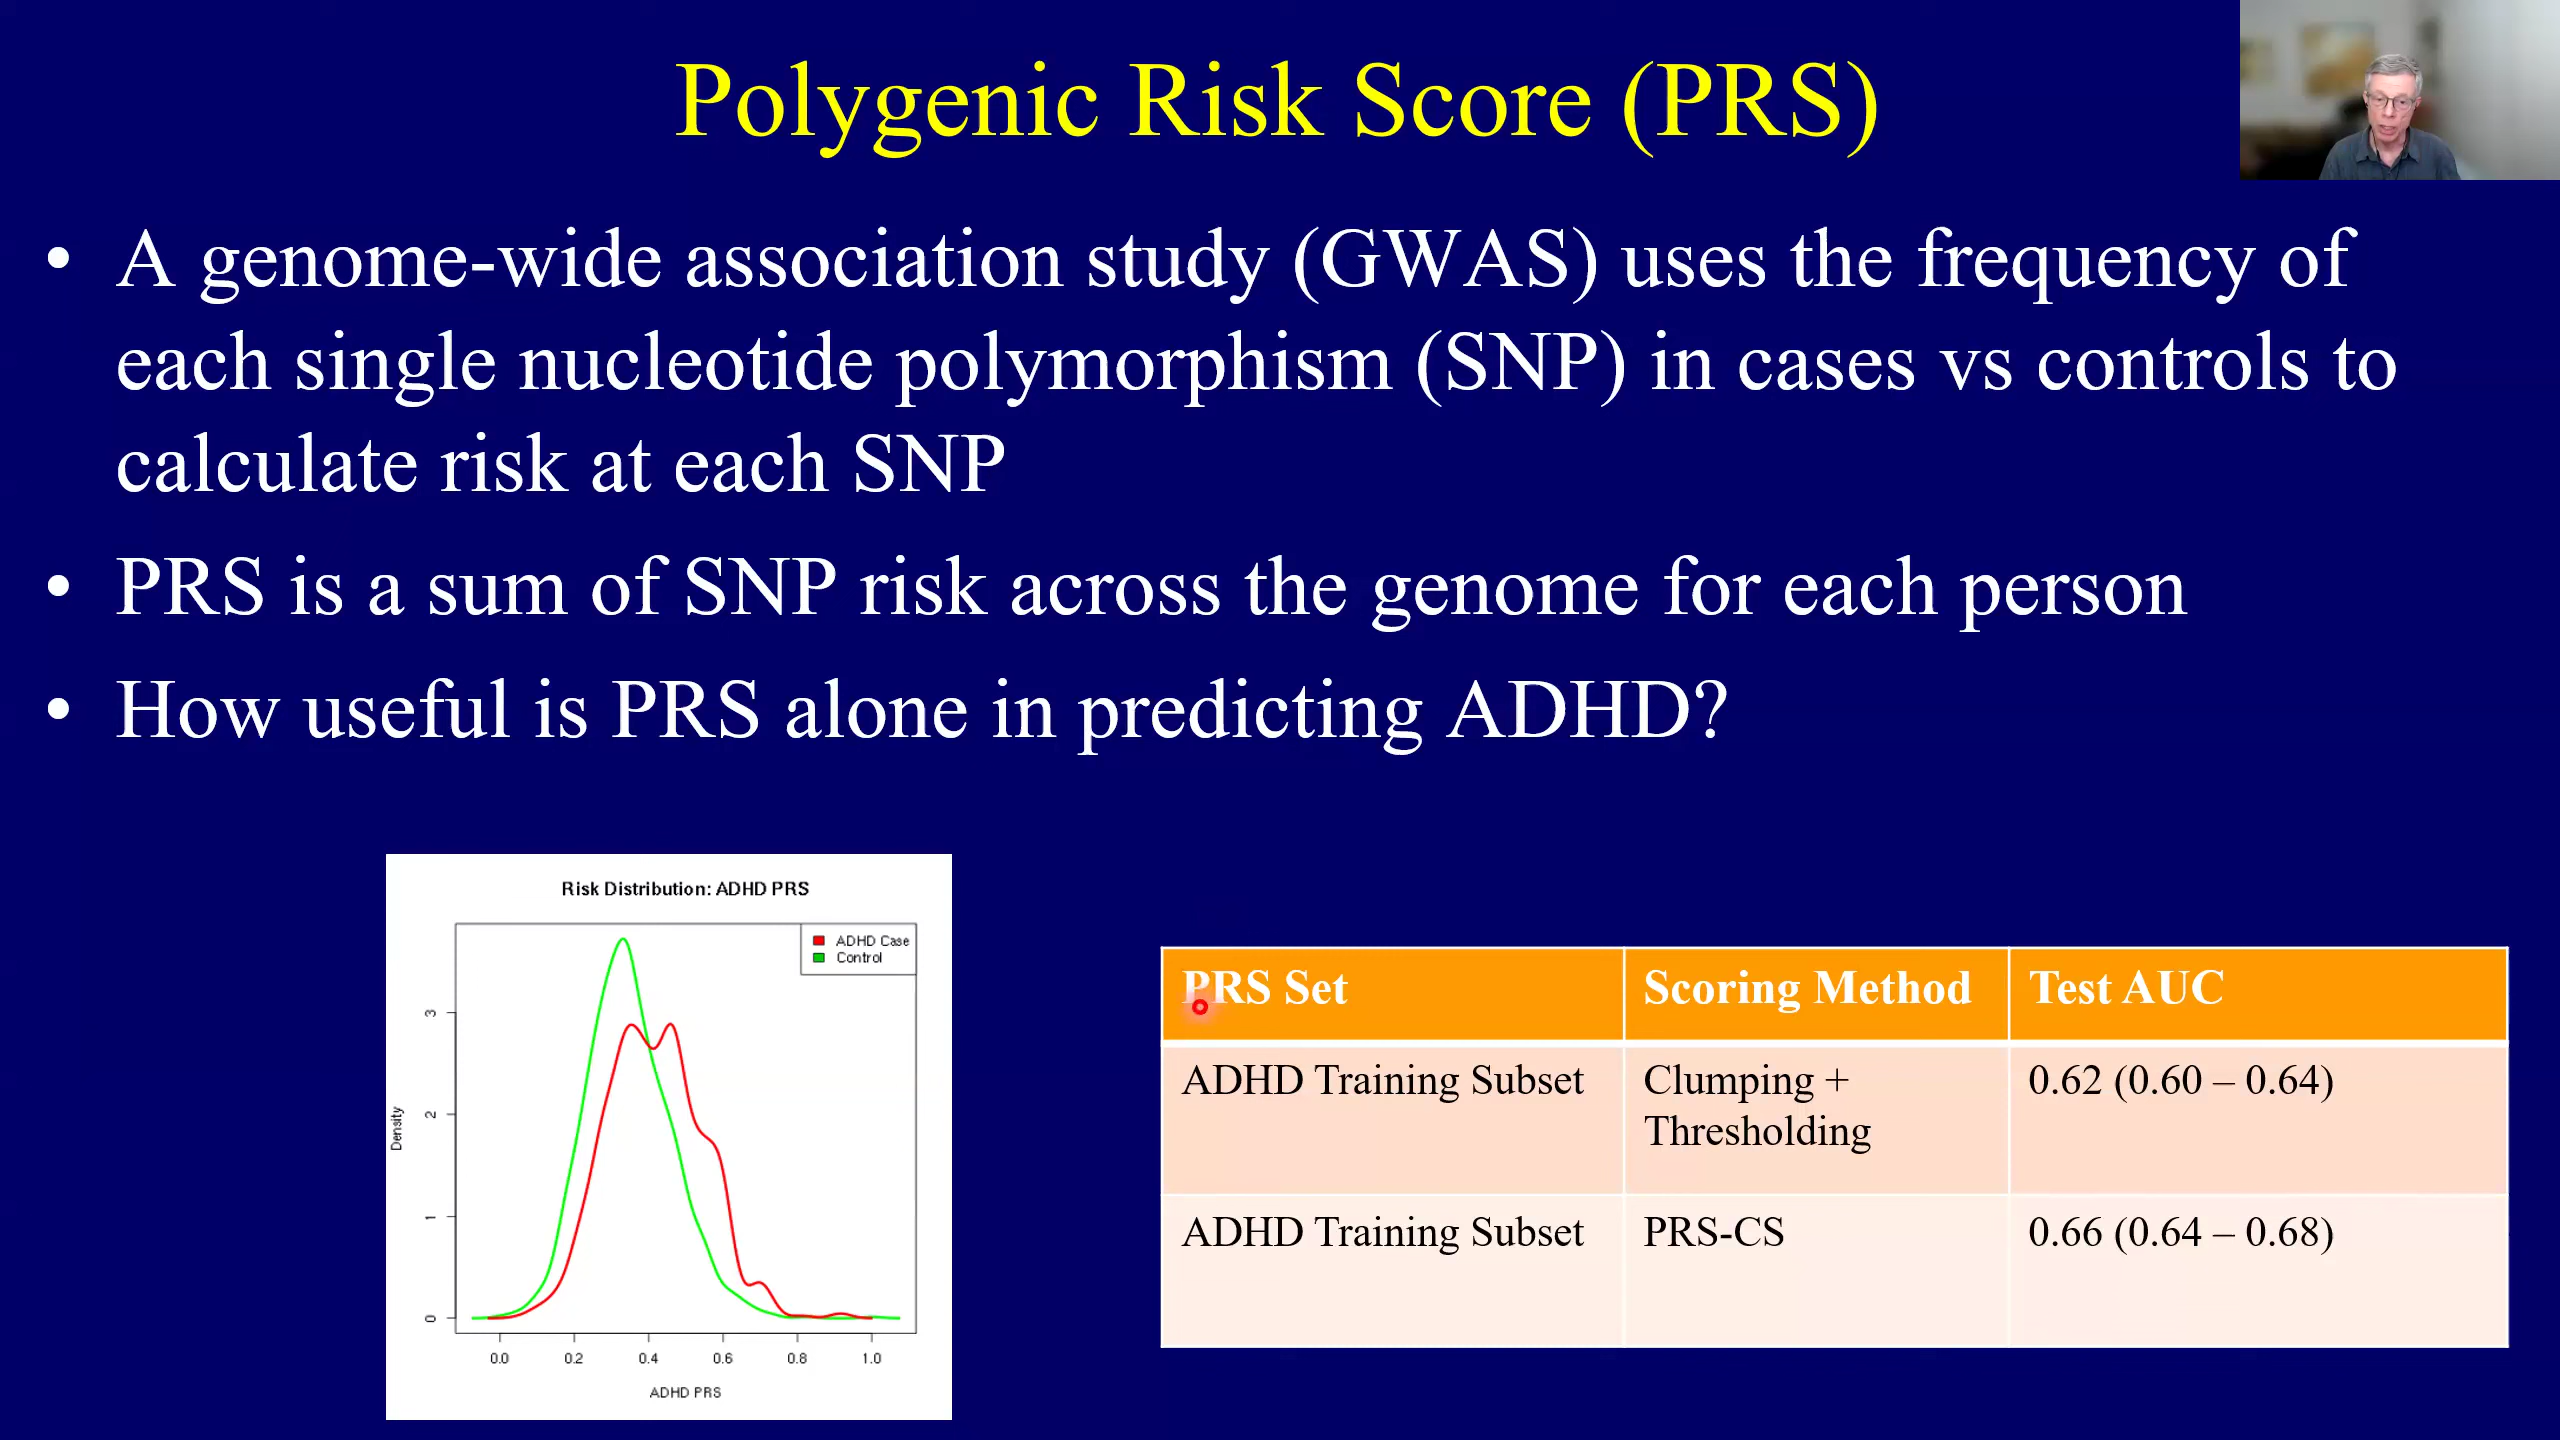 Polygenic Risk Score (PRS)
• A genome-wide association study (GWAS) uses the frequency of
each single nucleotide polymorphism (SNP) in cases vs controls to
calculate risk at each SNP
• PRS is a sum of SNP risk across the genome for each person
• How useful is PRS alone in predicting ADHD?
Risk Distribution: ADHD PRS
ADHD Case
Control
Density
3
2
1
0
0.0 0.2 0.4 0.6 0.8 1.0
ADHD PRS
PRS Set Scoring Method Test AUC
ADHD Training Subset Clumping + 0.62 (0.60 – 0.64)
Thresholding
ADHD Training Subset PRS-CS 0.66 (0.64 – 0.68)